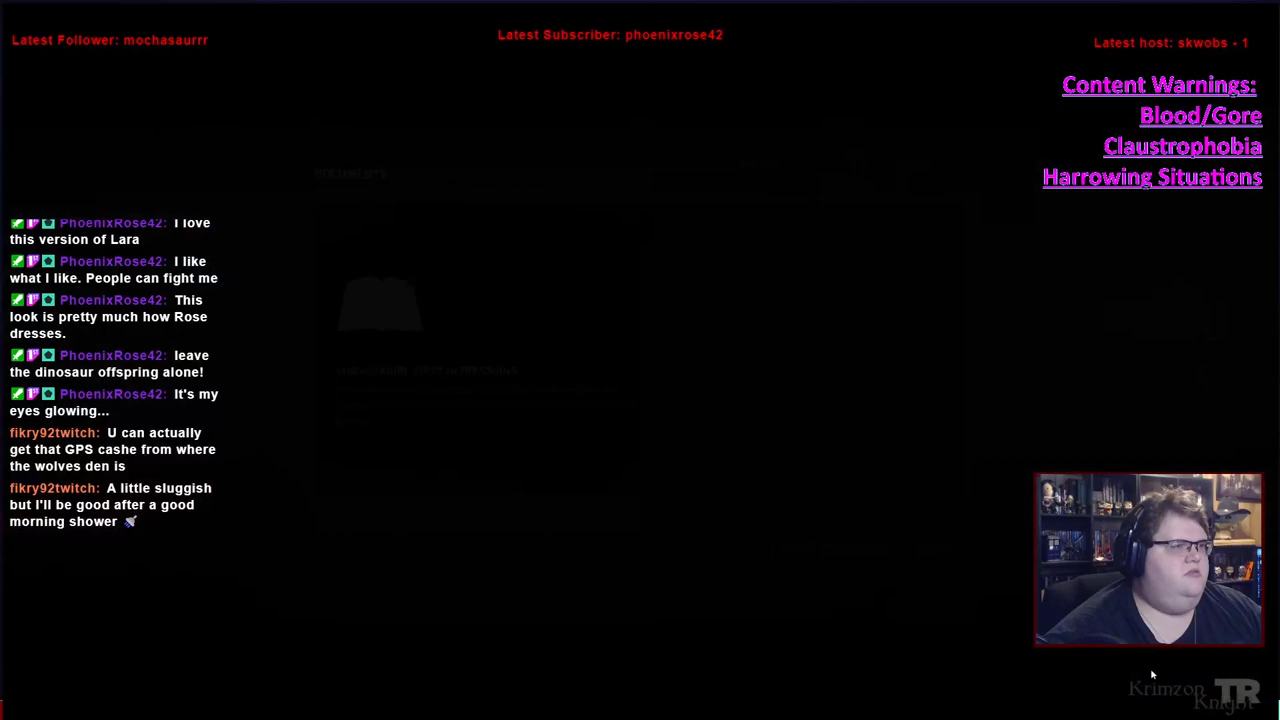 Latest Follower: mochasaurrr
Latest Subscriber: phoenixrose42
Latest host: skwobs - 1
Content Warnings:
Blood/Gore
Claustrophobia
Harrowing Situations
PhoenixRose42: I love
this version of Lara
PhoenixRose42: I like
what I like. People can fight me
PhoenixRose42: This
look is pretty much how Rose
dresses.
PhoenixRose42: leave
the dinosaur offspring alone!
PhoenixRose42: It's my
eyes glowing...
fikry92twitch: U can actually
get that GPS cashe from where
the wolves den is
fikry92twitch: A little sluggish
but I'll be good after a good
morning shower
DOCUMENTS
Krimzon
Knight
TR